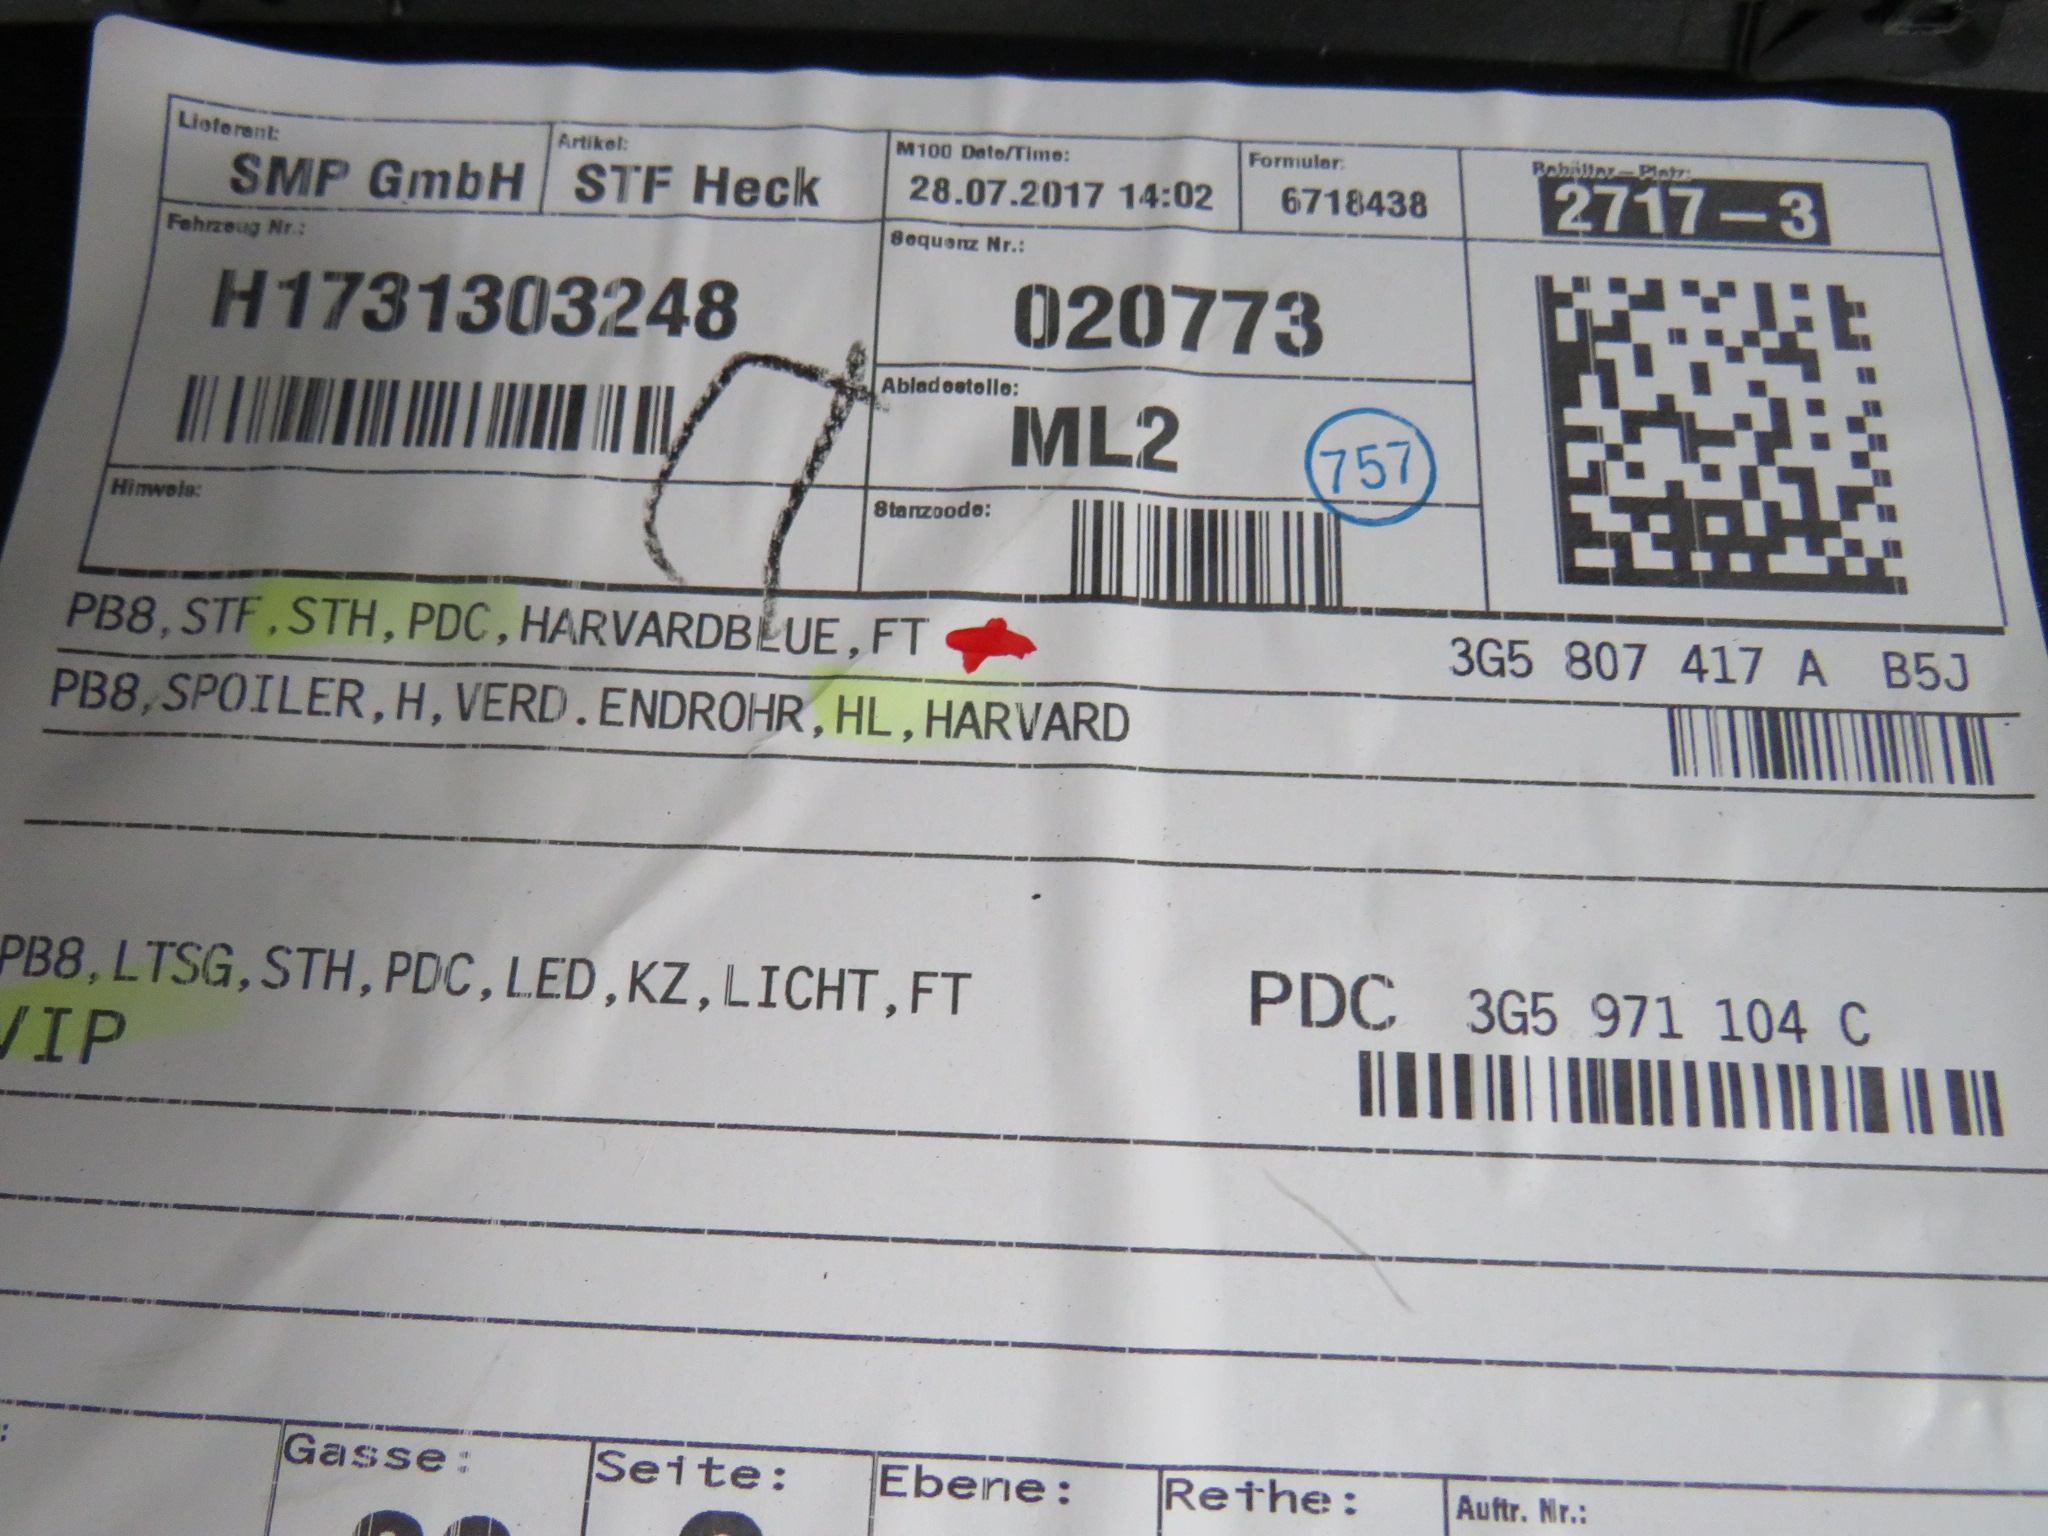 Lieferant:
SMP GmbH
Artikel:
STF Heck
M100 Date/Time:
28.07.2017 14:02
Formular:
6718438
Behälter-Platz:
2717-3
Fahrzeug Nr.:
H1731303248
Sequenz Nr.:
020773
Abladestelle:
ML2
757
Hinweis:
Stanzcode:
PB8,STF,STH,PDC,HARVARDBLUE,FT
3G5 807 417 A B5J
PB8,SPOILER,H,VERD.ENDROHR,HL,HARVARD
PB8,LTSG,STH,PDC,LED,KZ,LICHT,FT
PDC 3G5 971 104 C
VIP
Gasse:
Seite:
Ebene:
Reihe:
Auftr. Nr.: